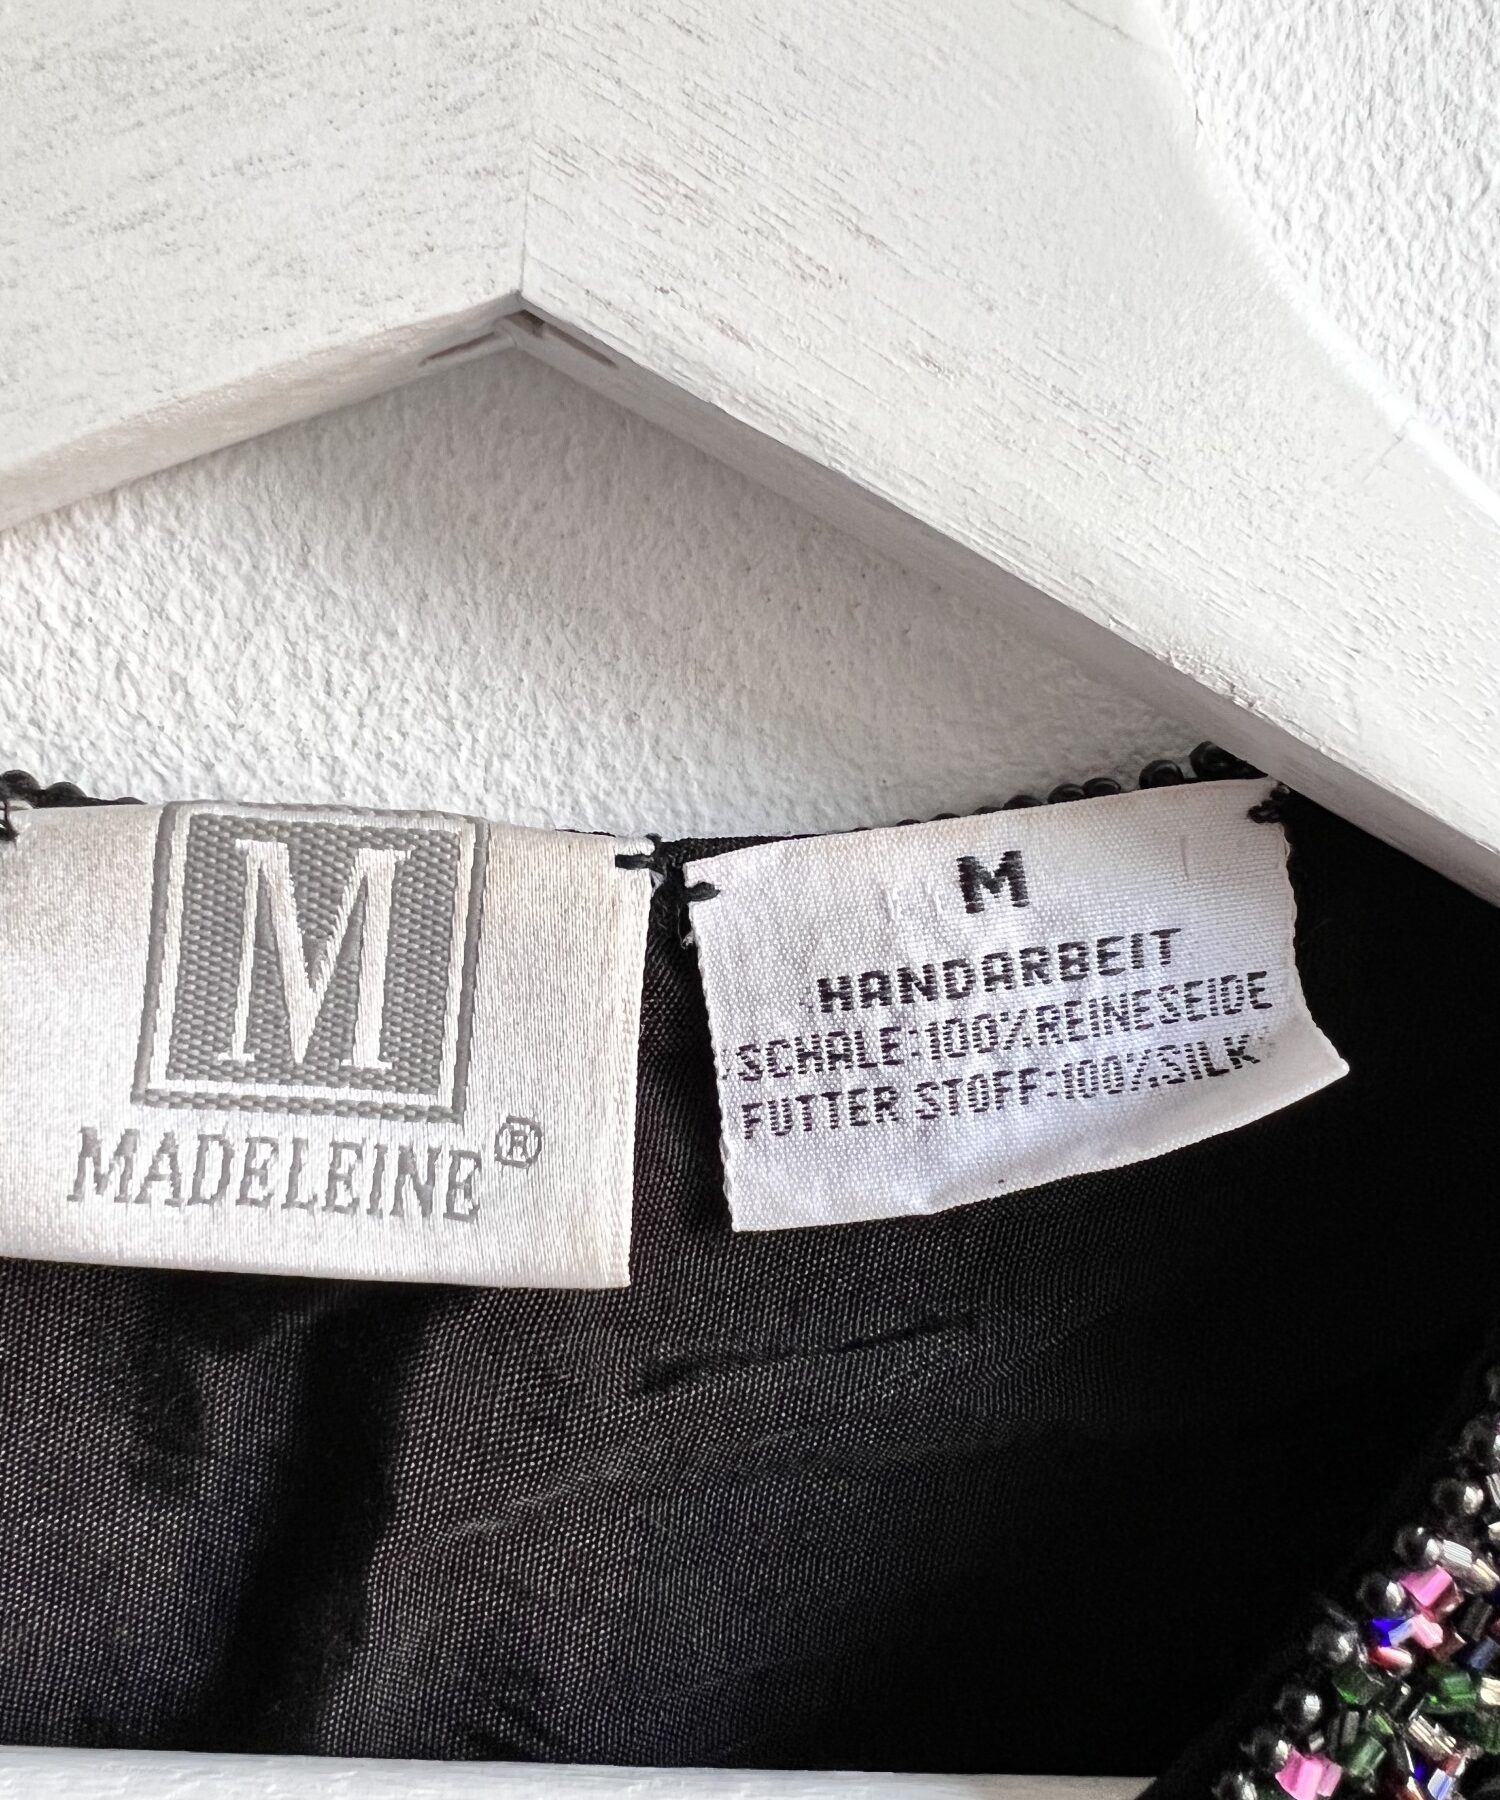 M
MADELEINE®
M
HANDARBEIT
SCHALE:100%REINESEIDE
FUTTER STOFF:100%SILK